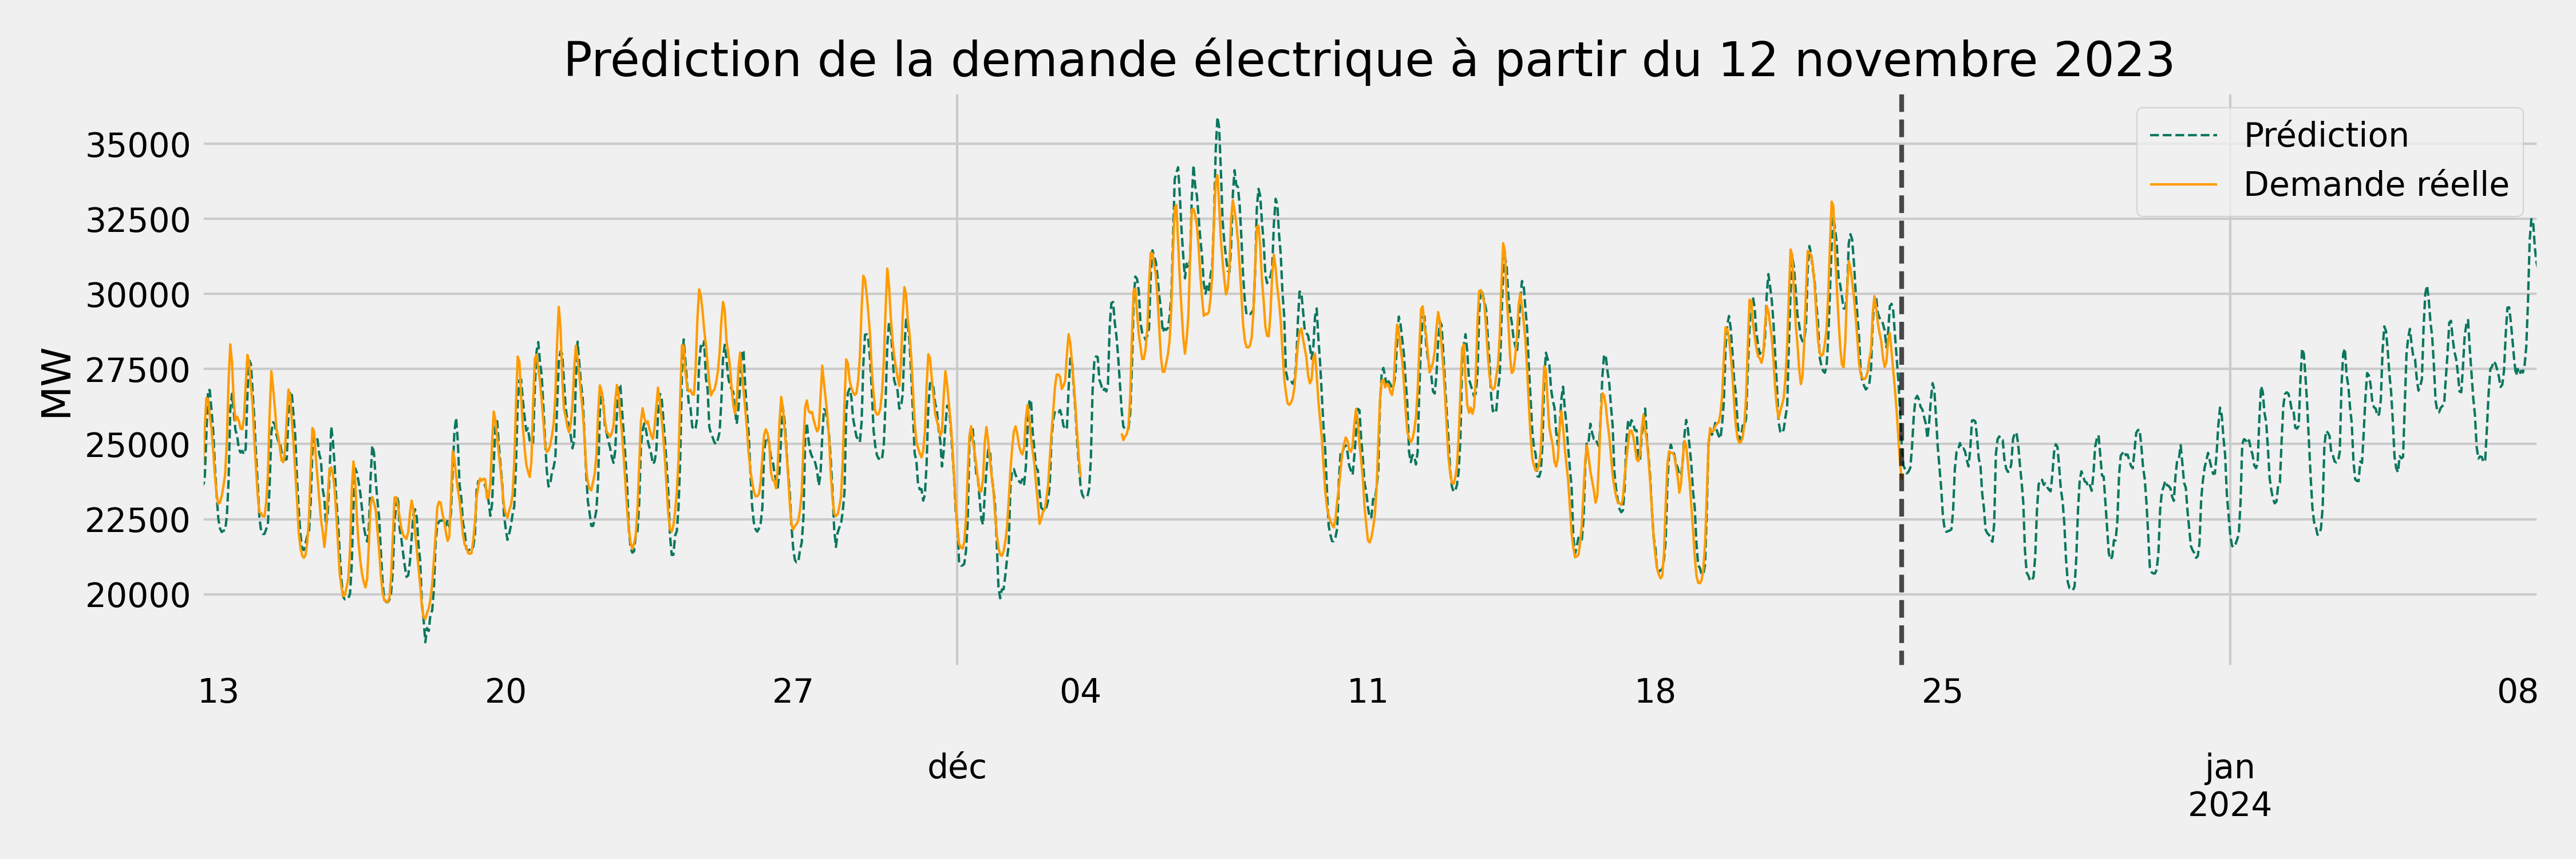 Prédiction de la demande électrique à partir du 12 novembre 2023
Prédiction
Demande réelle
MW
35000
32500
30000
27500
25000
22500
20000
13 20 27 04 11 18 25 08
déc jan
2024